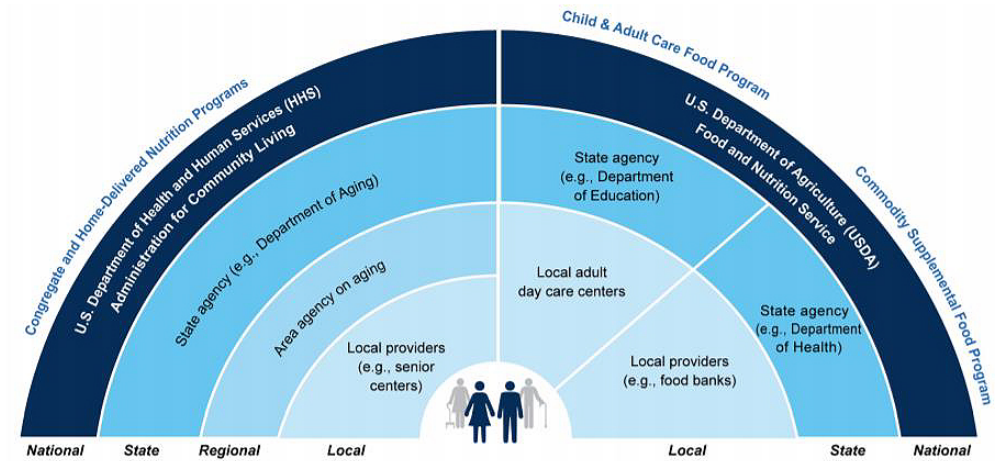 Child & Adult Care Food Program
Congregate and Home-Delivered Nutrition Programs
U.S. Department of Health and Human Services (HHS)
Administration for Community Living
State agency (e.g., Department of Aging)
Area agency on aging
Local providers
(e.g., senior
centers)
U.S. Department of Agriculture (USDA)
Food and Nutrition Service
State agency
(e.g., Department
of Education)
Local adult
day care centers
Commodity Supplemental Food Program
State agency
(e.g., Department
of Health)
Local providers
(e.g., food banks)
National State Regional Local Local State National